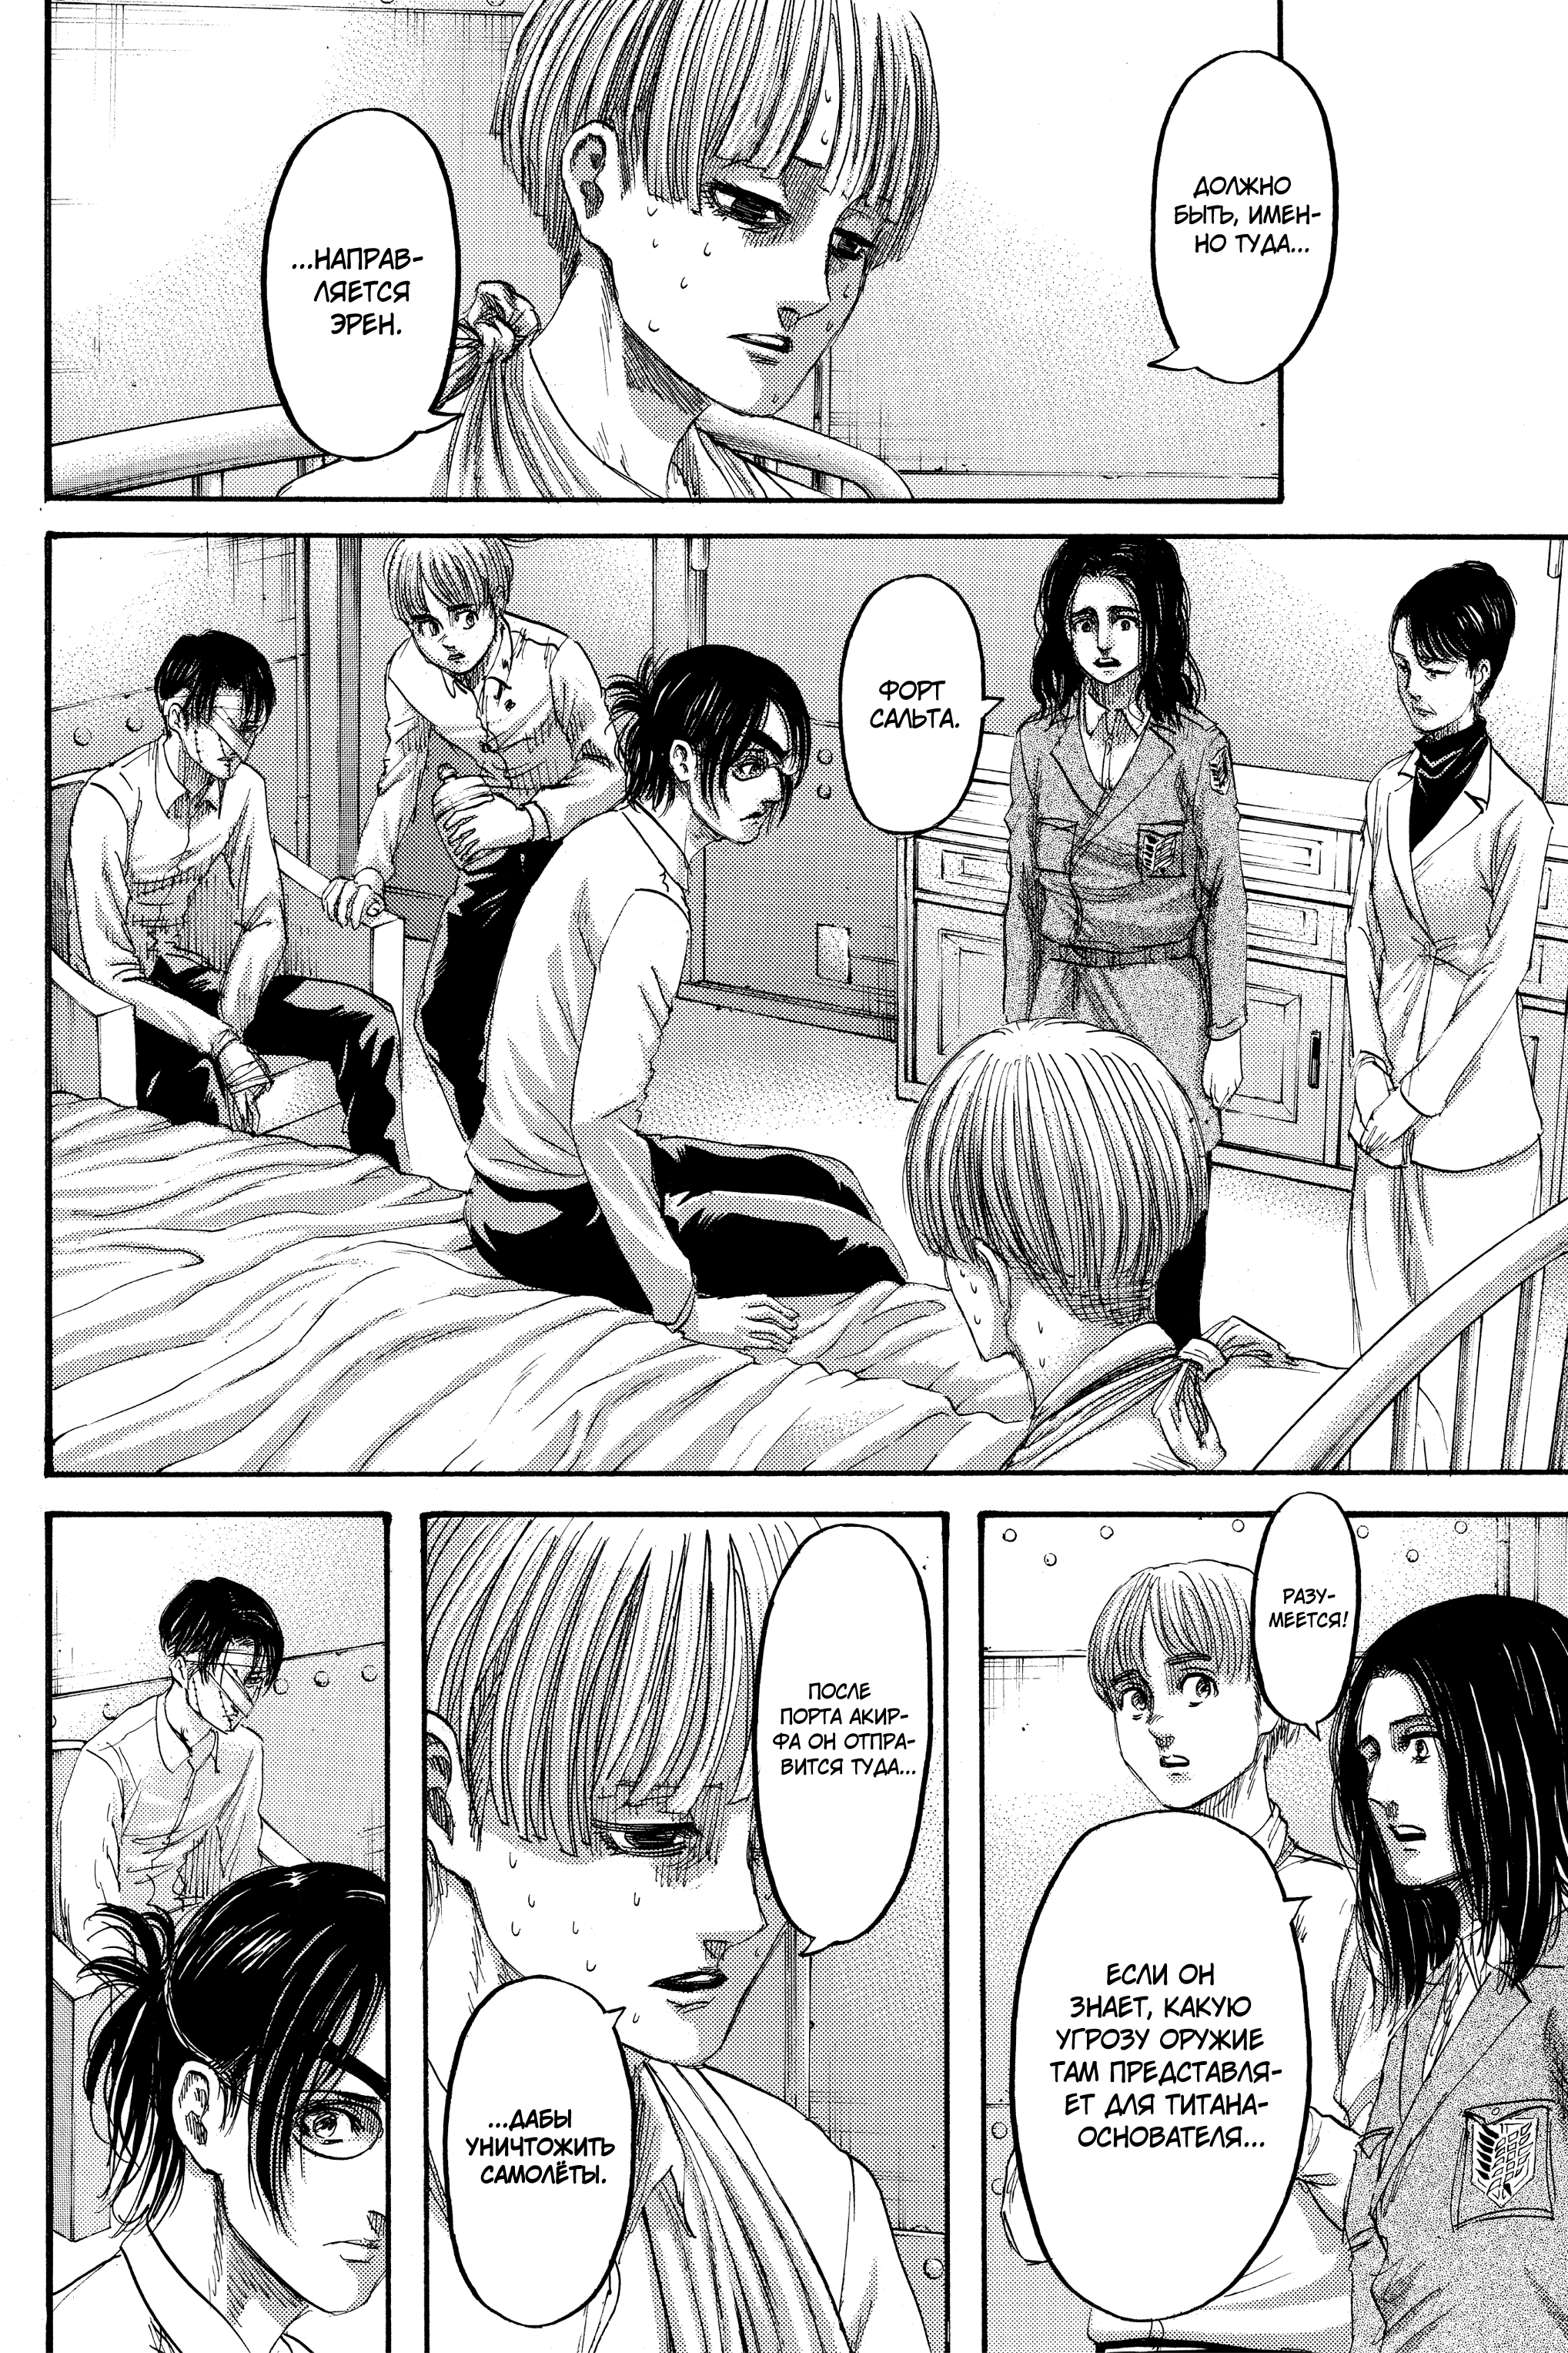 ДОЛЖНО
БЫТЬ, ИМЕН-
НО ТУДА...
...НАПРАВ-
ЛЯЕТСЯ
ЭРЕН.
ФОРТ
САЛЬТА.
РАЗУ-
МЕЕТСЯ!
ЕСЛИ ОН
ЗНАЕТ, КАКУЮ
УГРОЗУ ОРУЖИЕ
ТАМ ПРЕДСТАВЛЯ-
ЕТ ДЛЯ ТИТАНА-
ОСНОВАТЕЛЯ...
ПОСЛЕ
ПОРТА АКИР-
ФА ОН ОТПРА-
ВИТСЯ ТУДА...
...ДАБЫ
УНИЧТОЖИТЬ
САМОЛЁТЫ.